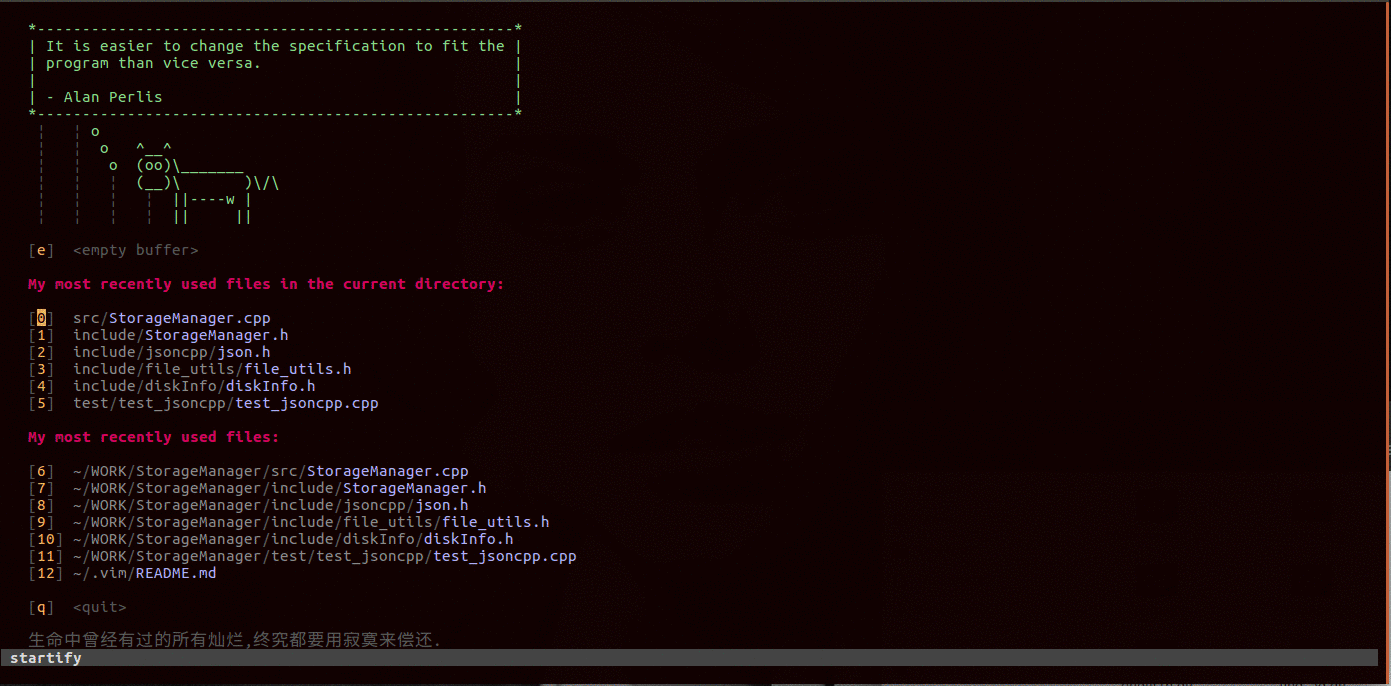 *-----------------------------------------------------*
| It is easier to change the specification to fit the |
| program than vice versa.                            |
|                                                     |
| - Alan Perlis                                       |
*-----------------------------------------------------*
 ¦   ¦ o
 ¦   ¦  o   ^__^
 ¦   ¦   o  (oo)\_______
 ¦   ¦   ¦  (__)\       )\/\
 ¦   ¦   ¦   ¦  ||----w |
 ¦   ¦   ¦   ¦  ||     ||
[e]  <empty buffer>
My most recently used files in the current directory:
[0]  src/StorageManager.cpp
[1]  include/StorageManager.h
[2]  include/jsoncpp/json.h
[3]  include/file_utils/file_utils.h
[4]  include/diskInfo/diskInfo.h
[5]  test/test_jsoncpp/test_jsoncpp.cpp
My most recently used files:
[6]  ~/WORK/StorageManager/src/StorageManager.cpp
[7]  ~/WORK/StorageManager/include/StorageManager.h
[8]  ~/WORK/StorageManager/include/jsoncpp/json.h
[9]  ~/WORK/StorageManager/include/file_utils/file_utils.h
[10] ~/WORK/StorageManager/include/diskInfo/diskInfo.h
[11] ~/WORK/StorageManager/test/test_jsoncpp/test_jsoncpp.cpp
[12] ~/.vim/README.md
[q]  <quit>
生命中曾经有过的所有灿烂,终究都要用寂寞来偿还.
startify